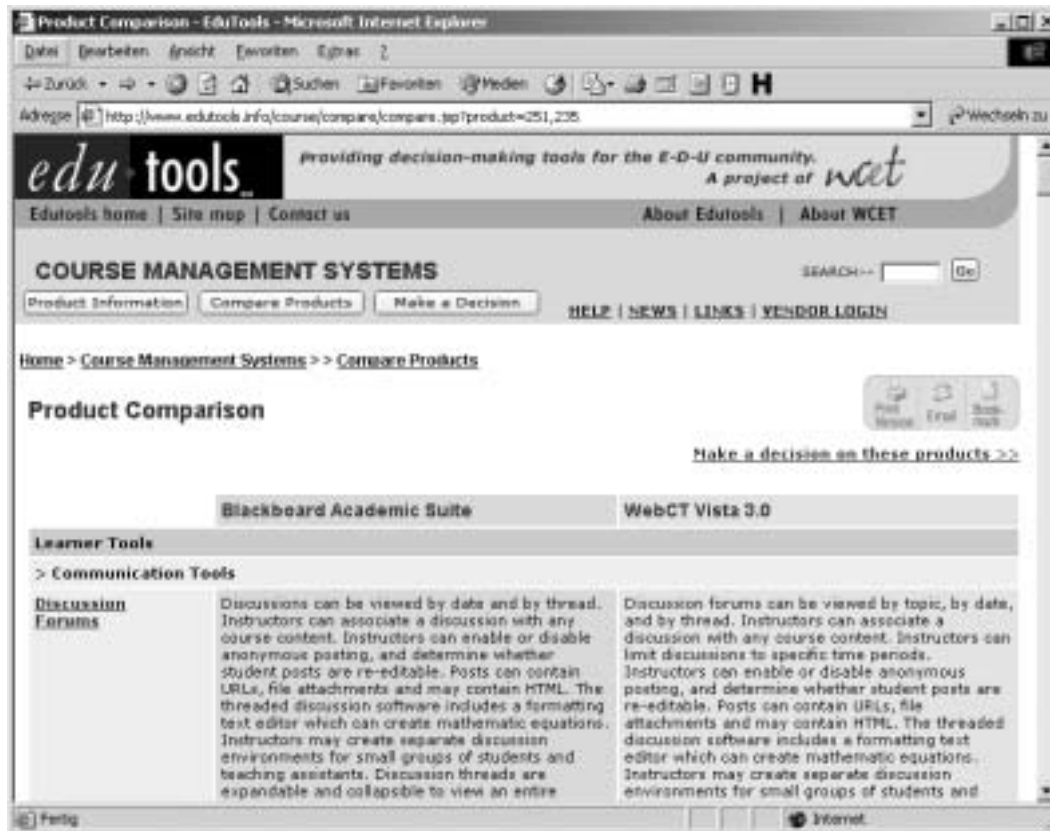 Product Comparison - EduTools - Microsoft Internet Explorer
Datei Bearbeiten Ansicht Favoriten Extras ?
Zurück Suchen Favoriten Medien H
Adresse http://www.edutools.info/course/compare/compare.jsp?product=251,235 Wechseln zu
edu tools
Providing decision-making tools for the E-D-U community.
A project of wcet
Edutools home | Site map | Contact us About Edutools | About WCET
COURSE MANAGEMENT SYSTEMS SEARCH-- Go
Product Information Compare Products Make a Decision
HELP | NEWS | LINKS | VENDOR LOGIN
Home > Course Management Systems > > Compare Products
Product Comparison
Print Version Email Book-mark
Make a decision on these products >>
Blackboard Academic Suite WebCT Vista 3.0
Learner Tools
> Communication Tools
Discussion
Forums
Discussions can be viewed by date and by thread.
Instructors can associate a discussion with any
course content. Instructors can enable or disable
anonymous posting, and determine whether
student posts are re-editable. Posts can contain
URLs, file attachments and may contain HTML. The
threaded discussion software includes a formatting
text editor which can create mathematic equations.
Instructors may create separate discussion
environments for small groups of students and
teaching assistants. Discussion threads are
expandable and collapsible to view an entire
Discussion forums can be viewed by topic, by date,
and by thread. Instructors can associate a
discussion with any course content. Instructors can
limit discussions to specific time periods.
Instructors can enable or disable anonymous
posting, and determine whether student posts are
re-editable. Posts can contain URLs, file
attachments and may contain HTML. The threaded
discussion software includes a formatting text
editor which can create mathematic equations.
Instructors may create separate discussion
environments for small groups of students and
Fertig Internet